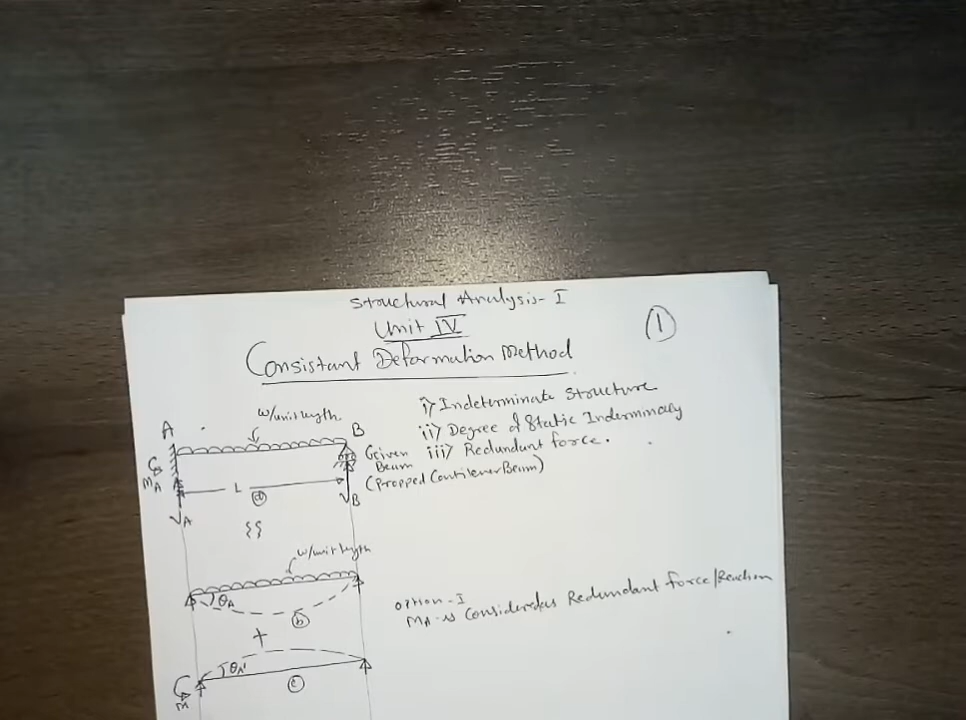 Structural Analysis-I
Unit IV
1
Consistant Deformation Method
i) Indeterminate Structure
ii) Degree of Static Inderminacy
iii) Redundant force.
w/unit length.
A
B
Given
Beam
(Propped Cantilever Beam)
MA
L
a
VA
VB
w/unit length
θA
b
+
Option-I
MA is Considered as Redundant force/Reaction
θA'
c
M